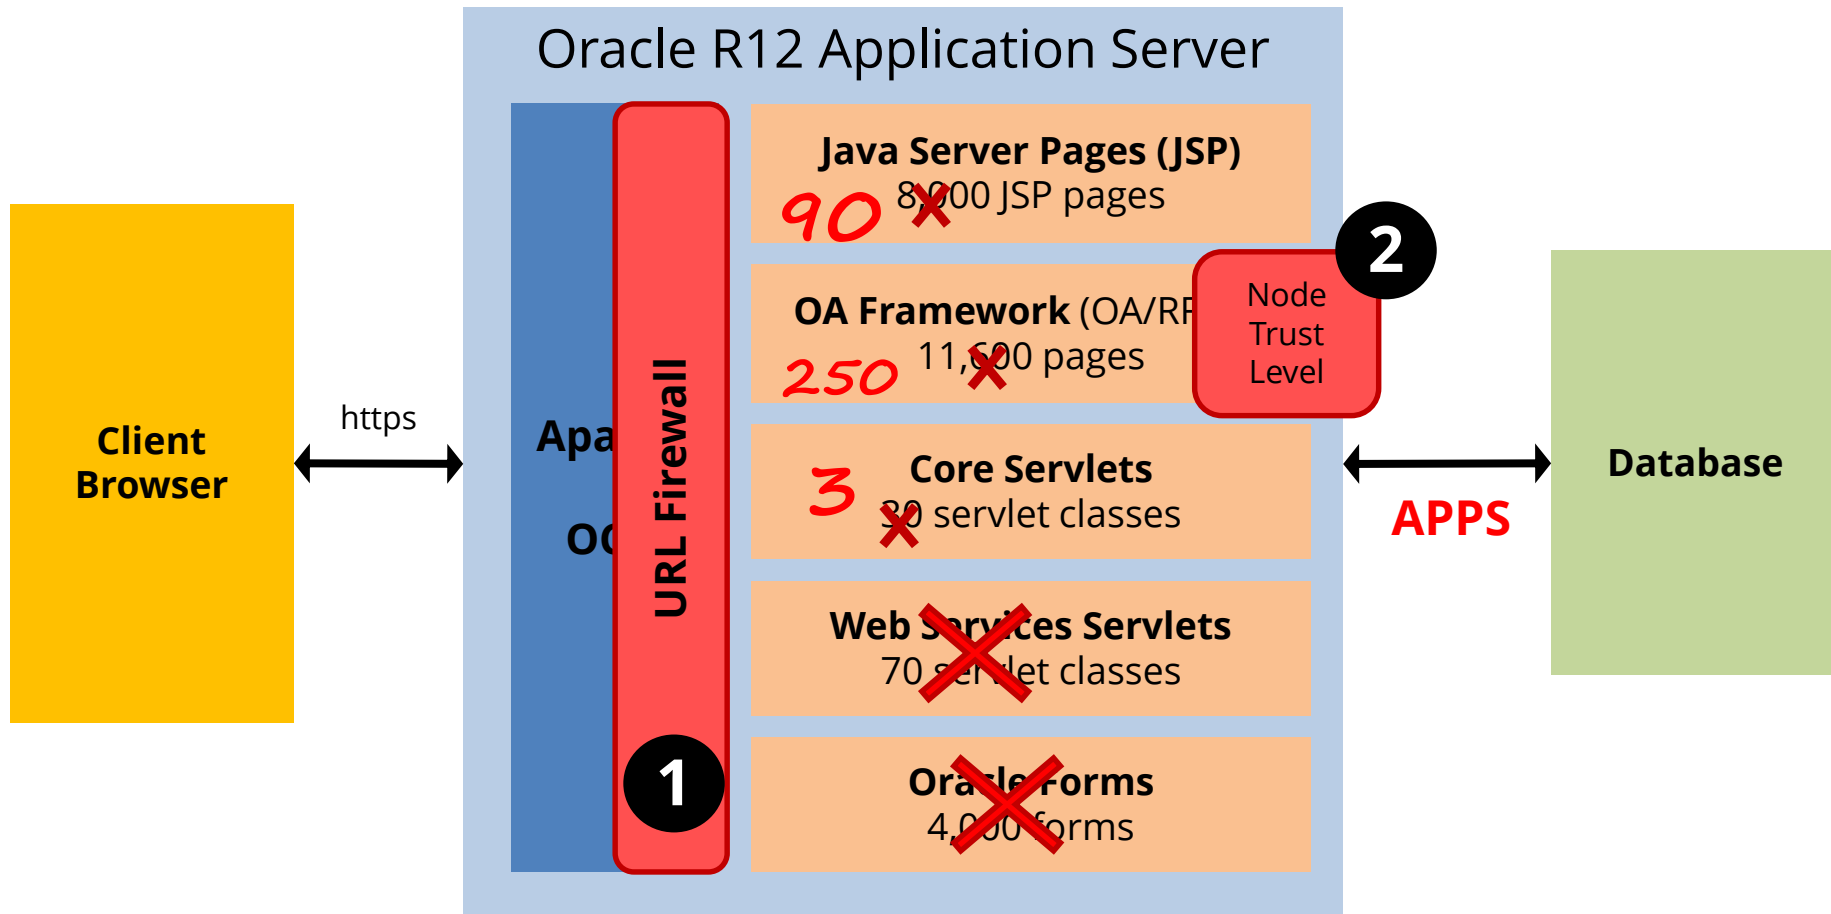 Oracle R12 Application Server
Client
Browser
https
Apa
OC
URL Firewall
1
Java Server Pages (JSP)
8,000 JSP pages
90
OA Framework (OA/RF
11,600 pages
250
Core Servlets
30 servlet classes
3
Web Services Servlets
70 servlet classes
Oracle Forms
4,000 forms
Node
Trust
Level
2
APPS
Database